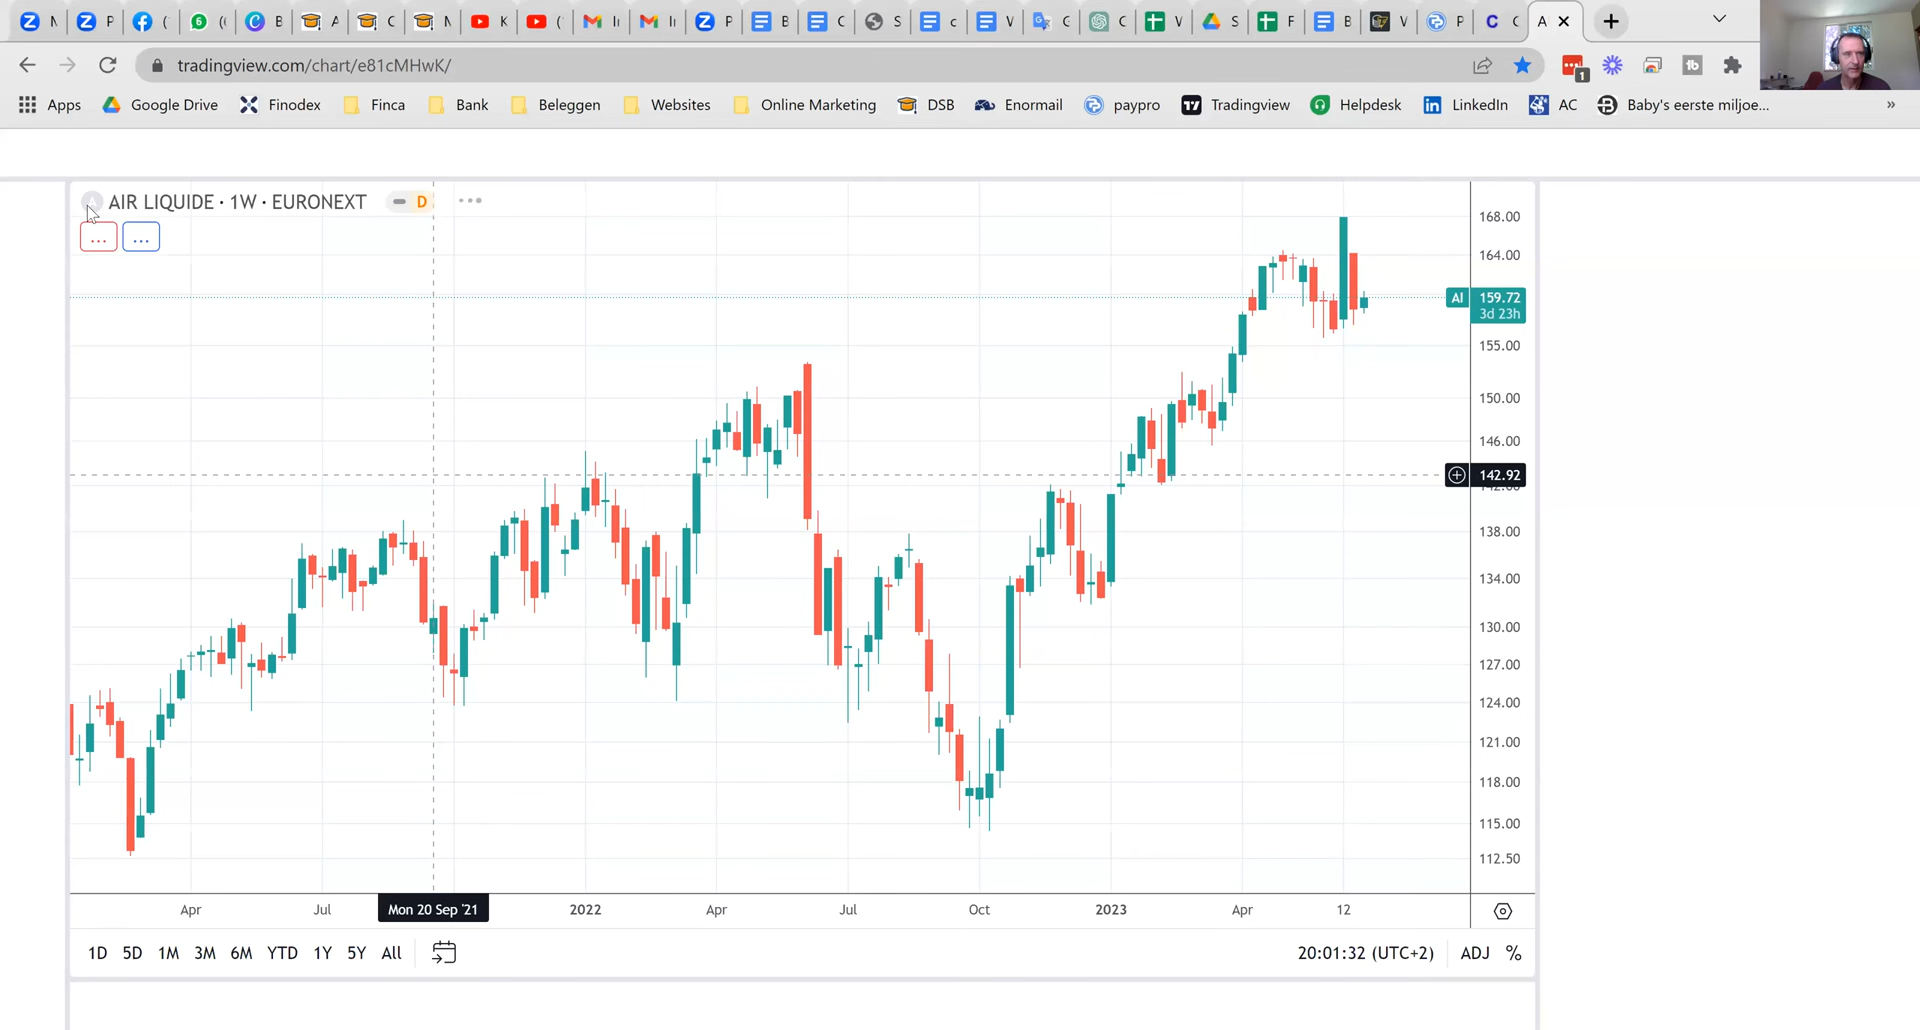 N P ( ( B A C N K ( Ir Ir P B C S c V C C V S F B V P C A
tradingview.com/chart/e81cMHwK/
1
Apps Google Drive Finodex Finca Bank Beleggen Websites Online Marketing DSB Enormail paypro Tradingview Helpdesk LinkedIn AC Baby's eerste miljoe... »
AIR LIQUIDE · 1W · EURONEXT D
... ...
168.00
164.00
AI 159.72
3d 23h
155.00
150.00
146.00
142.92
138.00
134.00
130.00
127.00
124.00
121.00
118.00
115.00
112.50
Apr Jul Mon 20 Sep '21 2022 Apr Jul Oct 2023 Apr 12
1D 5D 1M 3M 6M YTD 1Y 5Y All 20:01:32 (UTC+2) ADJ %